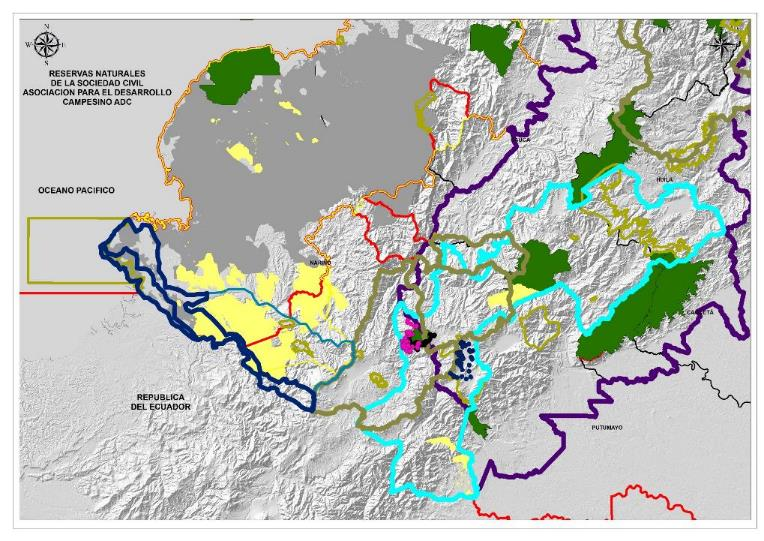 N
W
E
S
RESERVAS NATURALES
DE LA SOCIEDAD CIVIL
ASOCIACION PARA EL DESARROLLO
CAMPESINO ADC
OCEANO PACIFICO
HUILA
NARIÑO
CAQUETA
REPUBLICA
DEL ECUADOR
PUTUMAYO